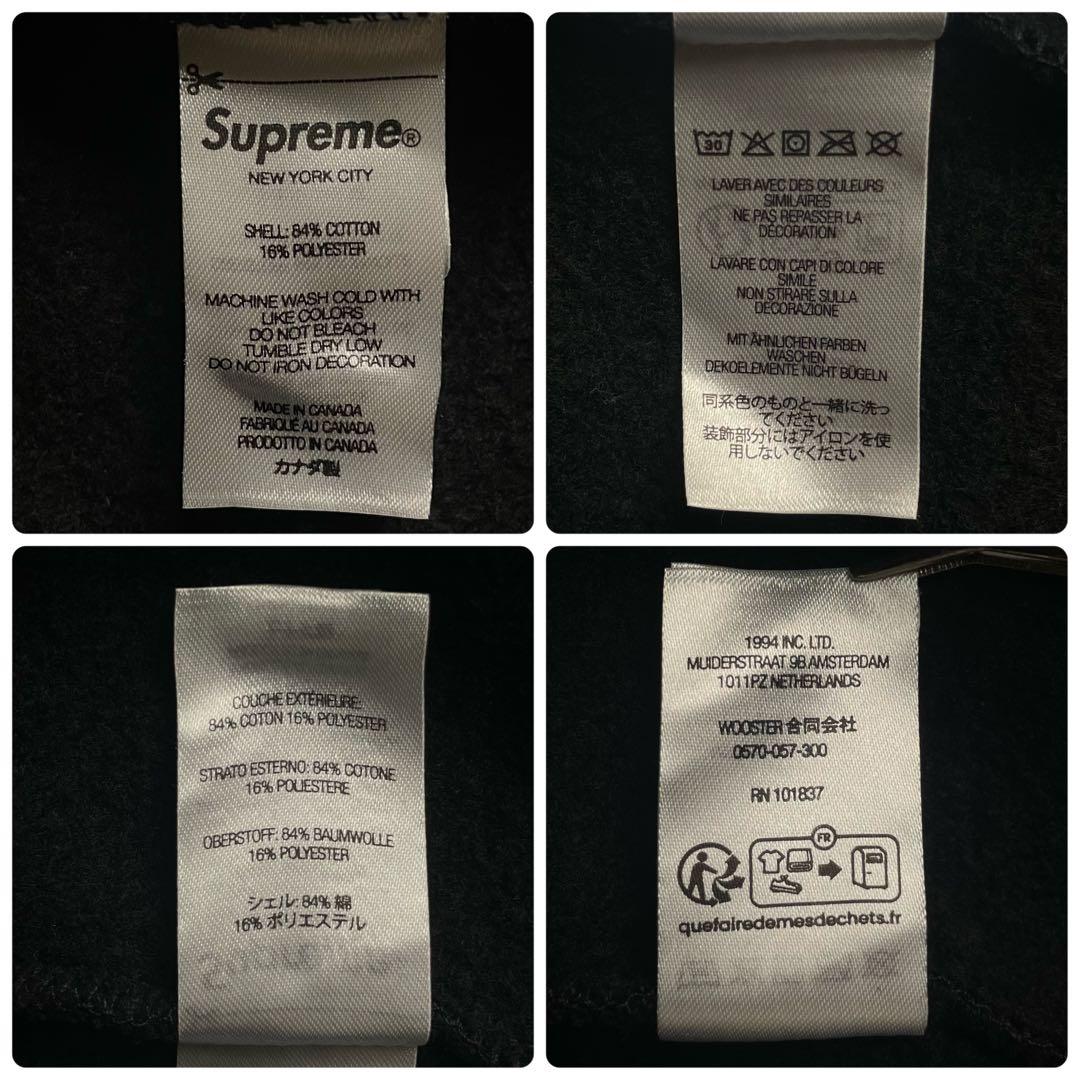 Supreme®
NEW YORK CITY
SHELL: 84% COTTON
16% POLYESTER
MACHINE WASH COLD WITH
LIKE COLORS
DO NOT BLEACH
TUMBLE DRY LOW
DO NOT IRON DECORATION
MADE IN CANADA
FABRIQUÉ AU CANADA
PRODOTTO IN CANADA
カナダ製
30
LAVER AVEC DES COULEURS
SIMILAIRES
NE PAS REPASSER LA
DÉCORATION
LAVARE CON CAPI DI COLORE
SIMILE
NON STIRARE SULLA
DECORAZIONE
MIT ÄHNLICHEN FARBEN
WASCHEN
DEKOELEMENTE NICHT BÜGELN
同系色のものと一緒に洗っ
てください
装飾部分にはアイロンを使
用しないでください
COUCHE EXTÉRIEURE:
84% COTON 16% POLYESTER
STRATO ESTERNO: 84% COTONE
16% POLIESTERE
OBERSTOFF: 84% BAUMWOLLE
16% POLYESTER
シェル: 84% 綿
16% ポリエステル
1994 INC. LTD.
MUIDERSTRAAT 9B AMSTERDAM
1011PZ NETHERLANDS
WOOSTER 合同会社
0570-057-300
RN 101837
FR
quefairedemesdechets.fr